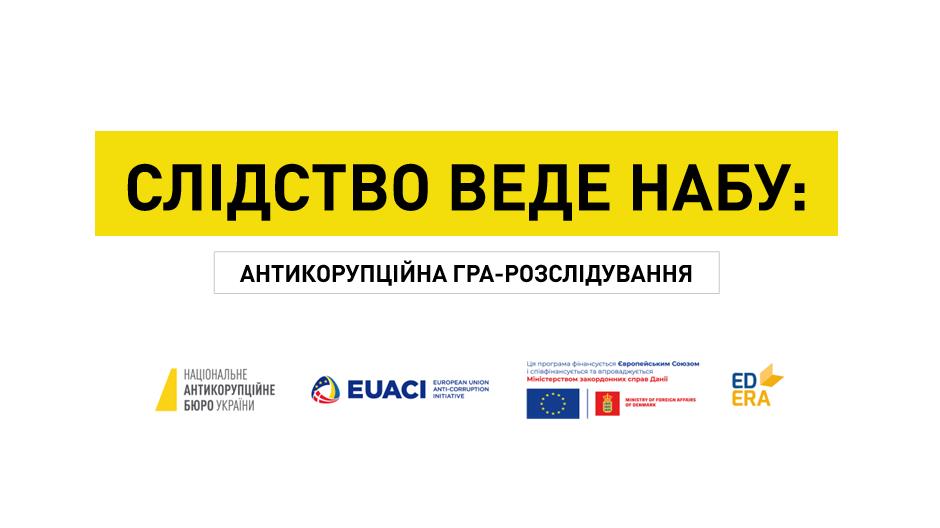 СЛІДСТВО ВЕДЕ НАБУ:
АНТИКОРУПЦІЙНА ГРА-РОЗСЛІДУВАННЯ
НАЦІОНАЛЬНЕ
АНТИКОРУПЦІЙНЕ
БЮРО УКРАЇНИ
EUACI
EUROPEAN UNION
ANTI-CORRUPTION
INITIATIVE
Ця програма фінансується Європейським Союзом
і співфінансується та впроваджується
Міністерством закордонних справ Данії
MINISTRY OF FOREIGN AFFAIRS
OF DENMARK
ED
ERA